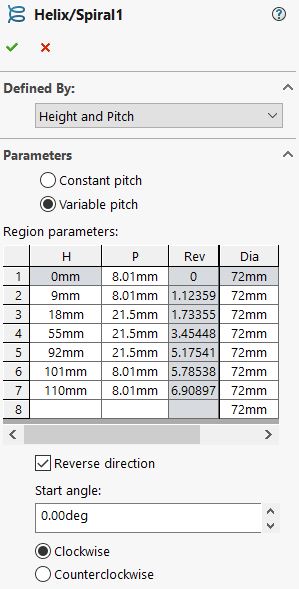 Helix/Spiral1
Defined By:
Height and Pitch
Parameters
Constant pitch
Variable pitch
Region parameters:
H P Rev Dia
1 0mm 8.01mm 0 72mm
2 9mm 8.01mm 1.12359 72mm
3 18mm 21.5mm 1.73355 72mm
4 55mm 21.5mm 3.45448 72mm
5 92mm 21.5mm 5.17541 72mm
6 101mm 8.01mm 5.78538 72mm
7 110mm 8.01mm 6.90897 72mm
8 72mm
Reverse direction
Start angle:
0.00deg
Clockwise
Counterclockwise